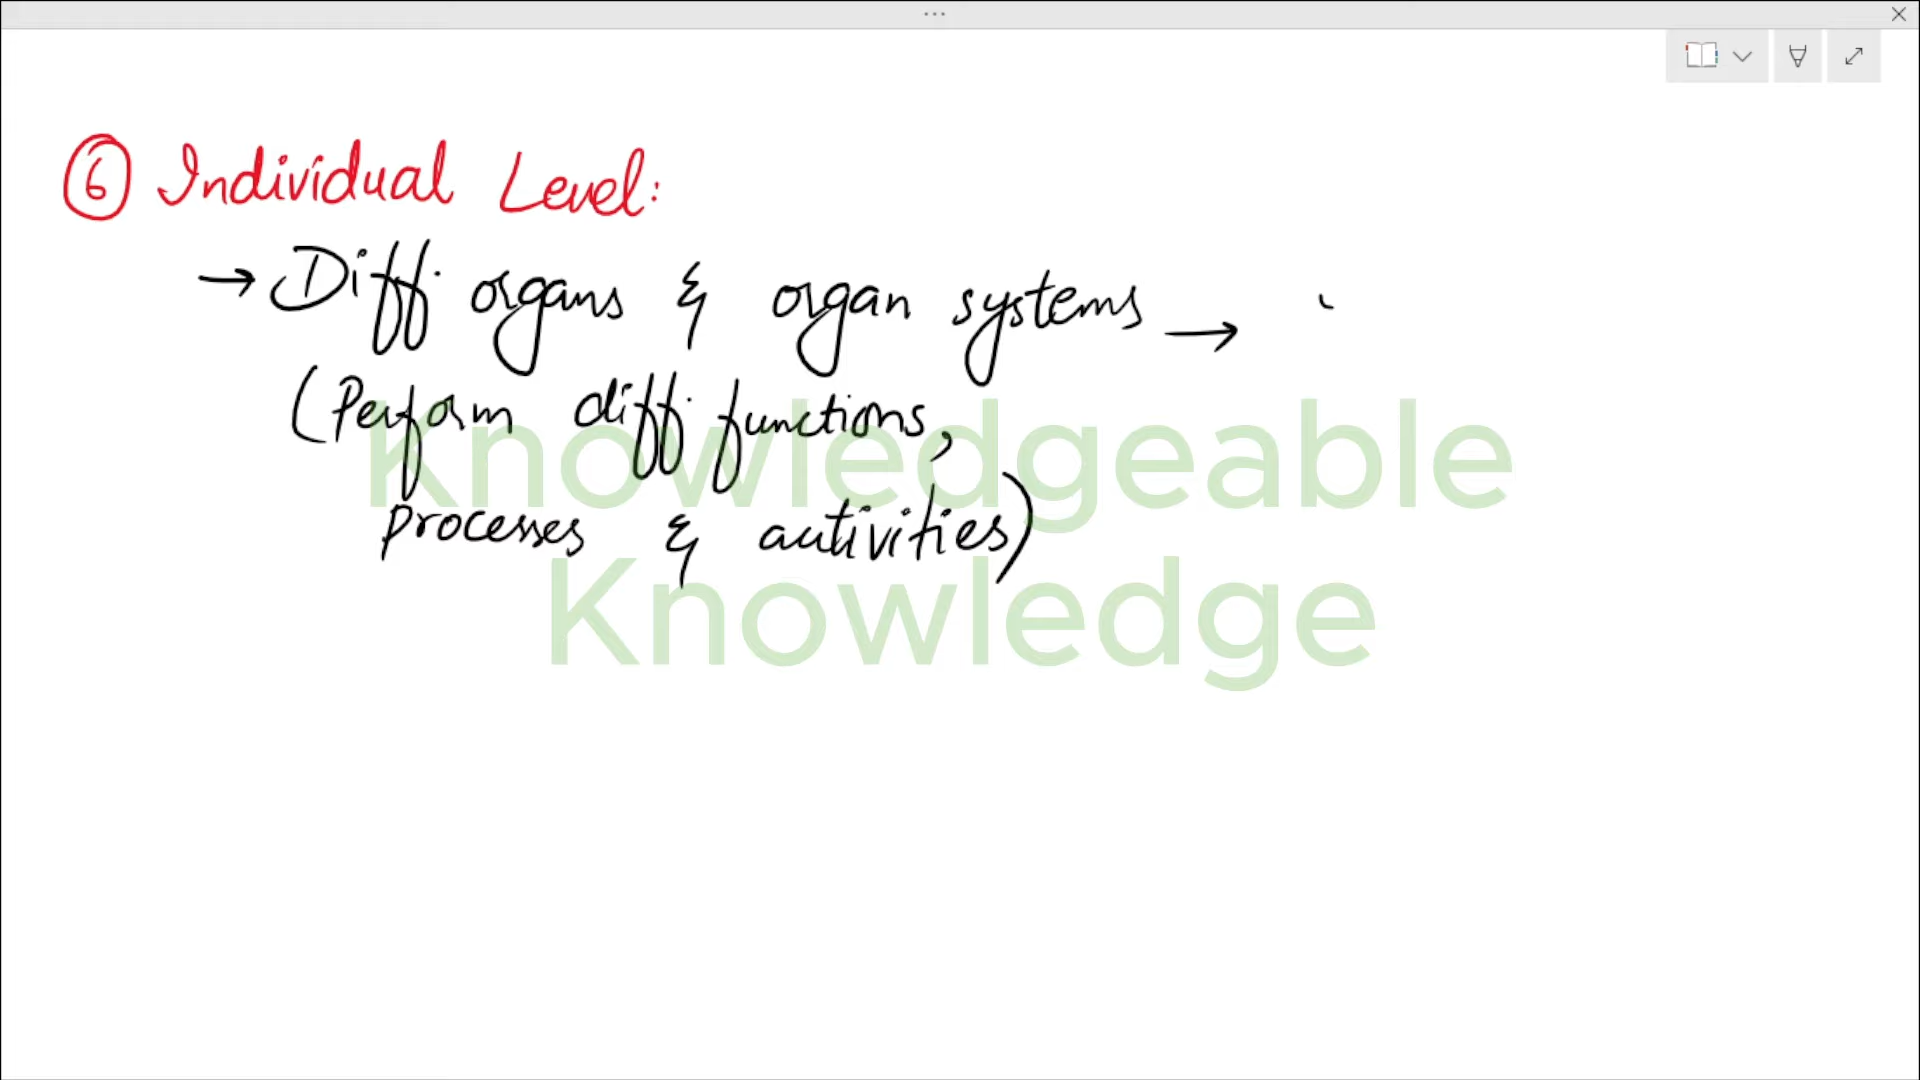 6 Individual Level:
→ Diff. organs & organ systems →
(Perform diff. functions,
processes & activities)
Knowledgeable
Knowledge